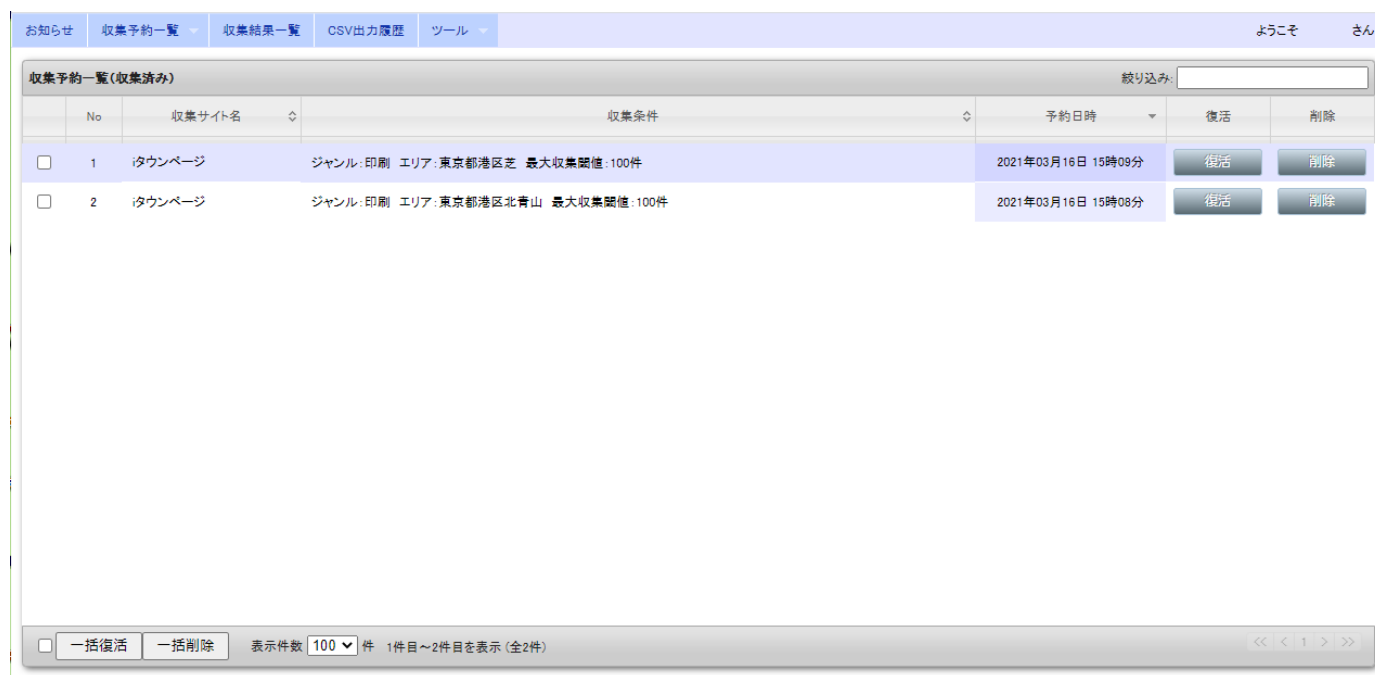 お知らせ 収集予約一覧 収集結果一覧 CSV出力履歴 ツール ようこそ さん
収集予約一覧(収集済み) 絞り込み:
No 収集サイト名 収集条件 予約日時 復活 削除
1 iタウンページ ジャンル:印刷 エリア:東京都港区芝 最大収集閾値:100件 2021年03月16日 15時09分 復活 削除
2 iタウンページ ジャンル:印刷 エリア:東京都港区北青山 最大収集閾値:100件 2021年03月16日 15時08分 復活 削除
一括復活 一括削除 表示件数 100 件 1件目~2件目を表示 (全2件) << < 1 > >>